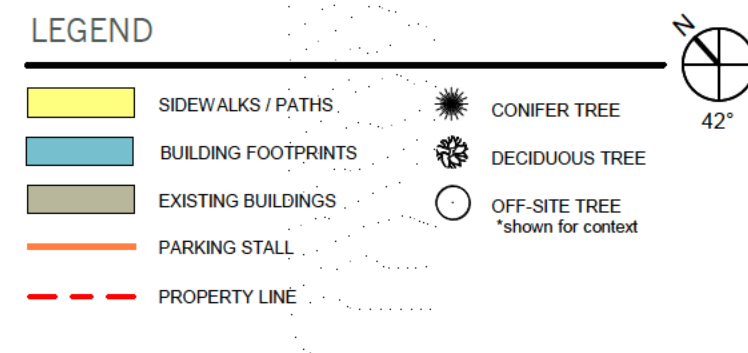 LEGEND
N
42°
SIDEWALKS / PATHS
BUILDING FOOTPRINTS
EXISTING BUILDINGS
PARKING STALL
PROPERTY LINE
CONIFER TREE
DECIDUOUS TREE
OFF-SITE TREE
*shown for context